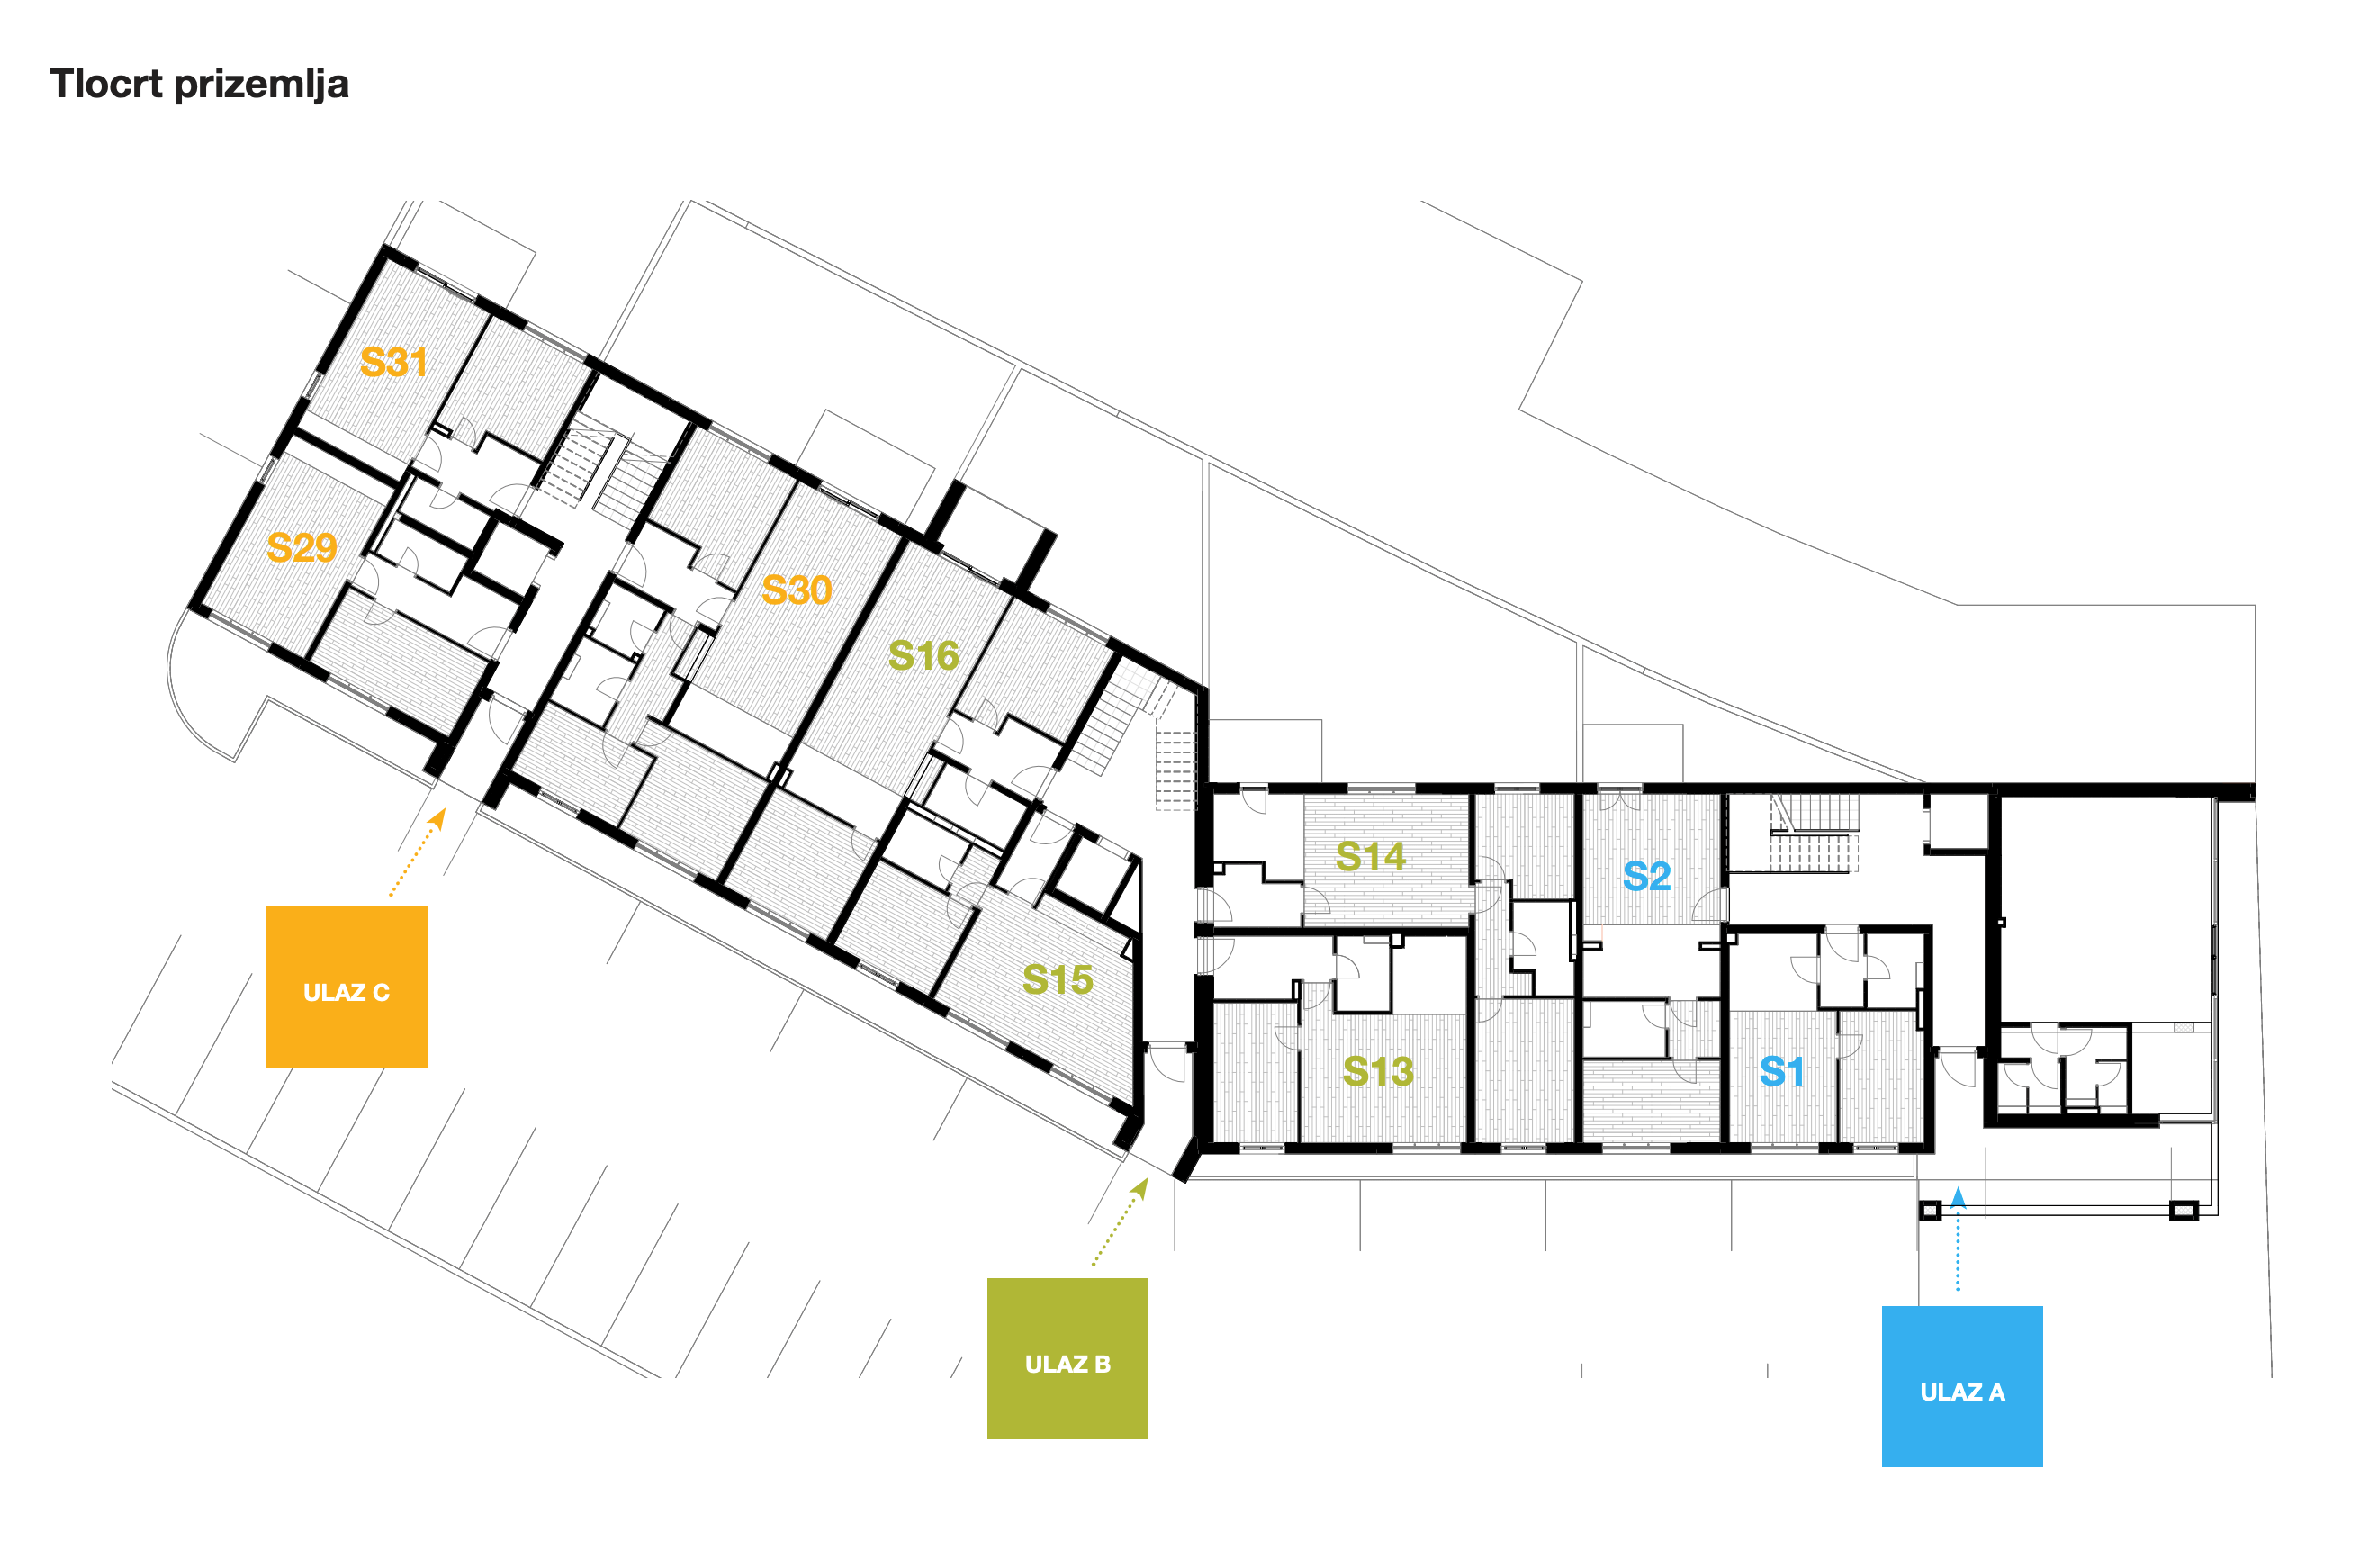 Tlocrt prizemlja
S31
S29
S30
S16
S15
S14
S13
S2
S1
ULAZ C
ULAZ B
ULAZ A